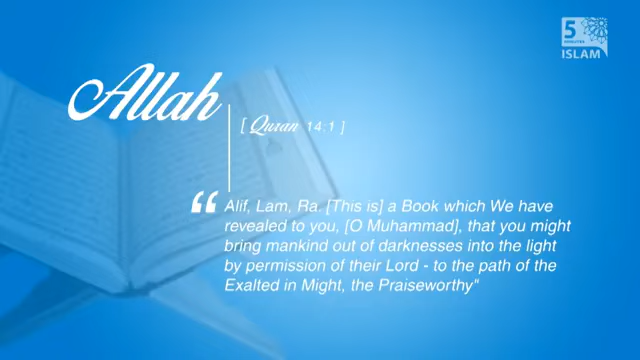 5
MINUTES
ISLAM
Allah
[ Quran 14:1 ]
“ Alif, Lam, Ra. [This is] a Book which We have
revealed to you, [O Muhammad], that you might
bring mankind out of darknesses into the light
by permission of their Lord - to the path of the
Exalted in Might, the Praiseworthy"